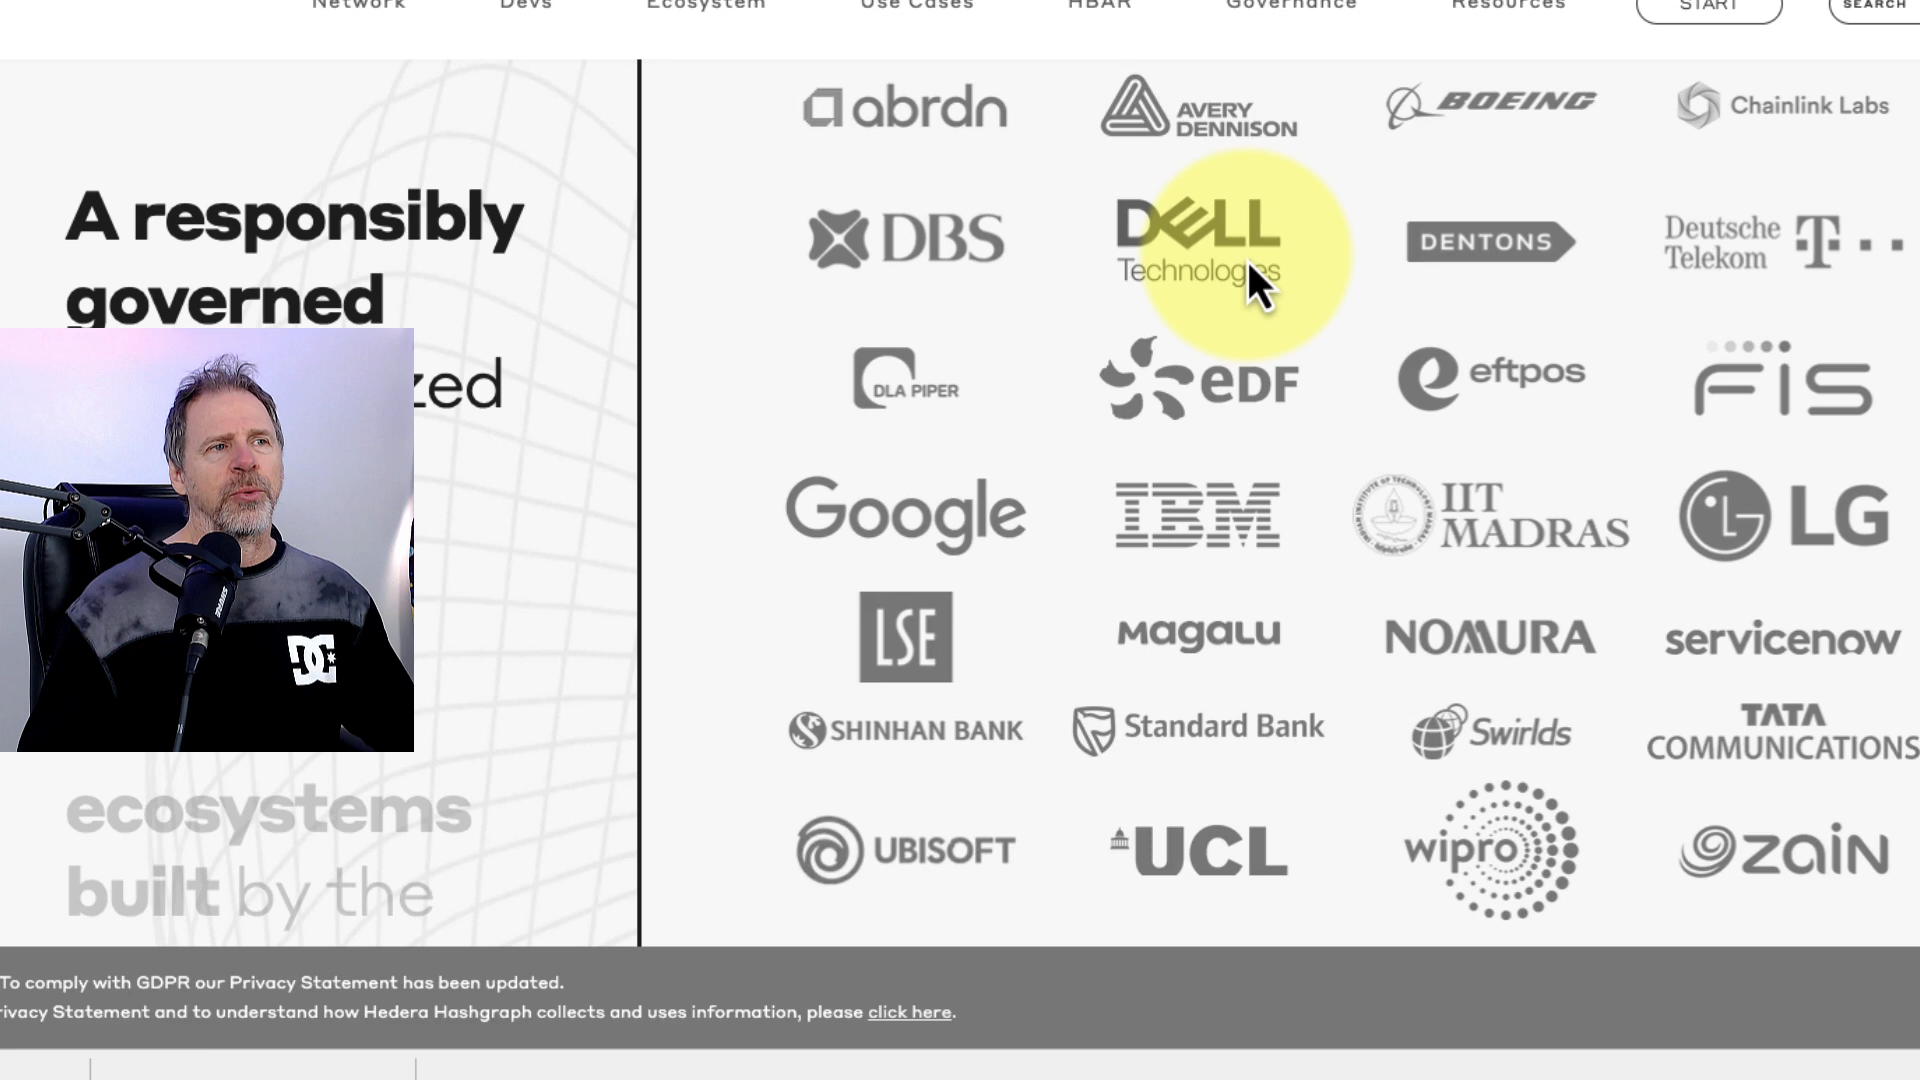 Network Devs Ecosystem Use Cases HBAR Governance Resources START SEARCH
A responsibly
governed
zed
ecosystems
built by the
abrdn
AVERY
DENNISON
BOEING
Chainlink Labs
DBS
DELL
Technologies
DENTONS
Deutsche
Telekom
T
DLA PIPER
eDF
eftpos
FIS
Google
IBM
IIT
MADRAS
LG
LSE
magalu
NOMURA
servicenow
SHINHAN BANK
Standard Bank
Swirlds
TATA
COMMUNICATIONS
UBISOFT
UCL
wipro
zain
SHURE
DC
To comply with GDPR our Privacy Statement has been updated.
rivacy Statement and to understand how Hedera Hashgraph collects and uses information, please click here.